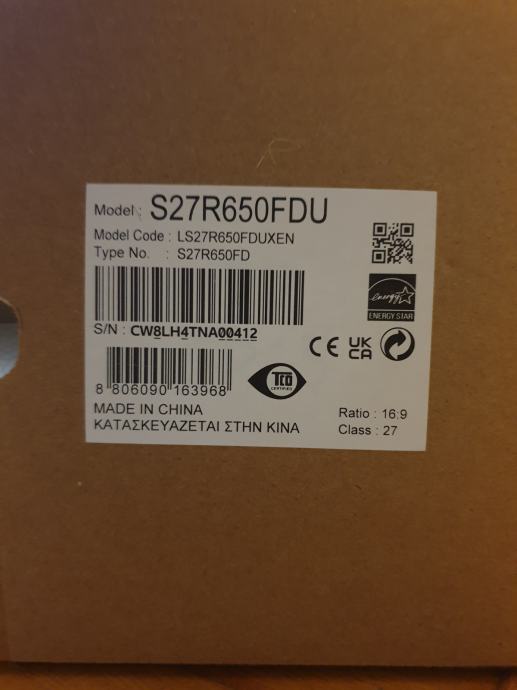 Model : S27R650FDU
Model Code : LS27R650FDUXEN
Type No. : S27R650FD
energy
ENERGY STAR
S/N : CW8LH4TNA00412
CE UK CA
TCO
CERTIFIED
8 806090 163968
MADE IN CHINA
ΚΑΤΑΣΚΕΥΑΖΕΤΑΙ ΣΤΗΝ ΚΙΝΑ
Ratio : 16:9
Class : 27